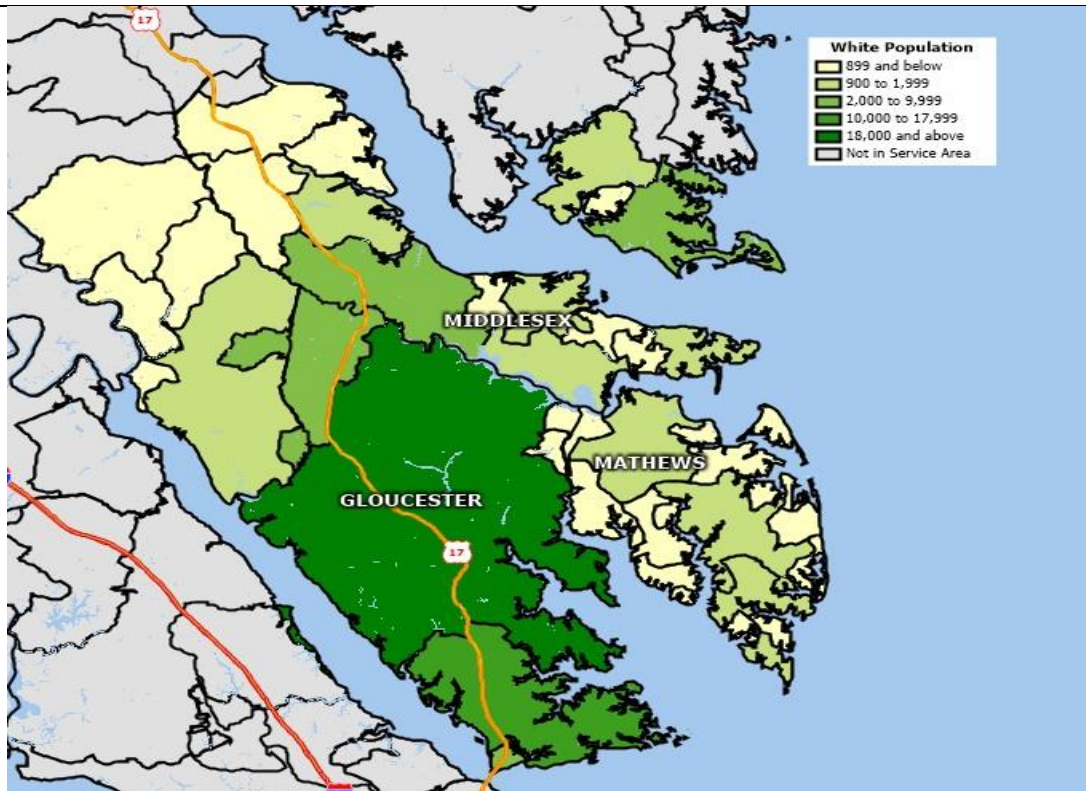 17
White Population
899 and below
900 to 1,999
2,000 to 9,999
10,000 to 17,999
18,000 and above
Not in Service Area
MIDDLESEX
MATHEWS
GLOUCESTER
17